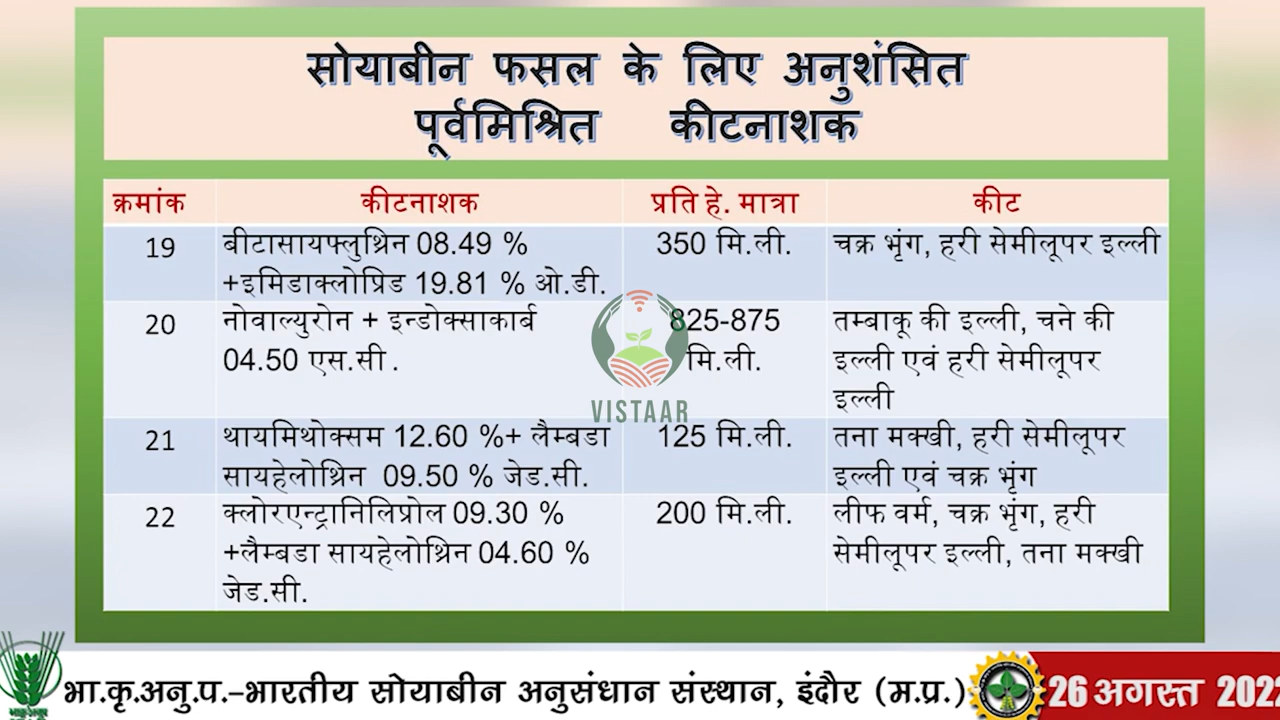 सोयाबीन फसल के लिए अनुशंसित
पूर्वमिश्रित कीटनाशक
क्रमांक कीटनाशक प्रति हे. मात्रा कीट
19 बीटासायफ्लुथ्रिन 08.49 % 350 मि.ली. चक्र भृंग, हरी सेमीलूपर इल्ली
+इमिडाक्लोप्रिड 19.81 % ओ.डी.
20 नोवाल्युरोन + इन्डोक्साकार्ब 825-875 तम्बाकू की इल्ली, चने की
04.50 एस.सी. मि.ली. इल्ली एवं हरी सेमीलूपर
इल्ली
VISTAAR
21 थायमिथोक्सम 12.60 %+ लैम्बडा 125 मि.ली. तना मक्खी, हरी सेमीलूपर
सायहेलोथ्रिन 09.50 % जेड.सी. इल्ली एवं चक्र भृंग
22 क्लोरएन्ट्रानिलिप्रोल 09.30 % 200 मि.ली. लीफ वर्म, चक्र भृंग, हरी
+लैम्बडा सायहेलोथ्रिन 04.60 % सेमीलूपर इल्ली, तना मक्खी
जेड.सी.
भा.कृ.अनु.प.–भारतीय सोयाबीन अनुसंधान संस्थान, इंदौर (म.प्र.) 26 अगस्त 2022